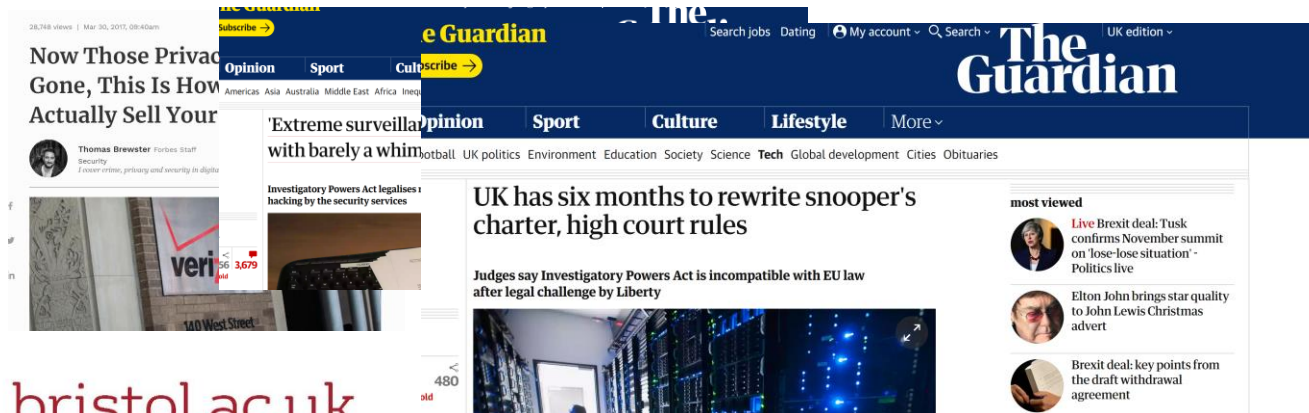 28,748 views | Mar 30, 2017, 09:40am
Now Those Privac
Gone, This Is How
Actually Sell Your
Thomas Brewster Forbes Staff
Security
I cover crime, privacy and security in digita
f
in
140 West Street
Subscribe →
Opinion Sport Cult
Americas Asia Australia Middle East Africa Inequ
'Extreme surveillan
with barely a whim
Investigatory Powers Act legalises
hacking by the security services
56 3,679
old
The
e Guardian
Search jobs Dating My account Search The Guardian UK edition
scribe →
Opinion Sport Culture Lifestyle More
ootball UK politics Environment Education Society Science Tech Global development Cities Obituaries
UK has six months to rewrite snooper's
charter, high court rules
Judges say Investigatory Powers Act is incompatible with EU law
after legal challenge by Liberty
480
old
most viewed
Live Brexit deal: Tusk
confirms November summit
on 'lose-lose situation' -
Politics live
Elton John brings star quality
to John Lewis Christmas
advert
Brexit deal: key points from
the draft withdrawal
agreement
bristol.ac.uk